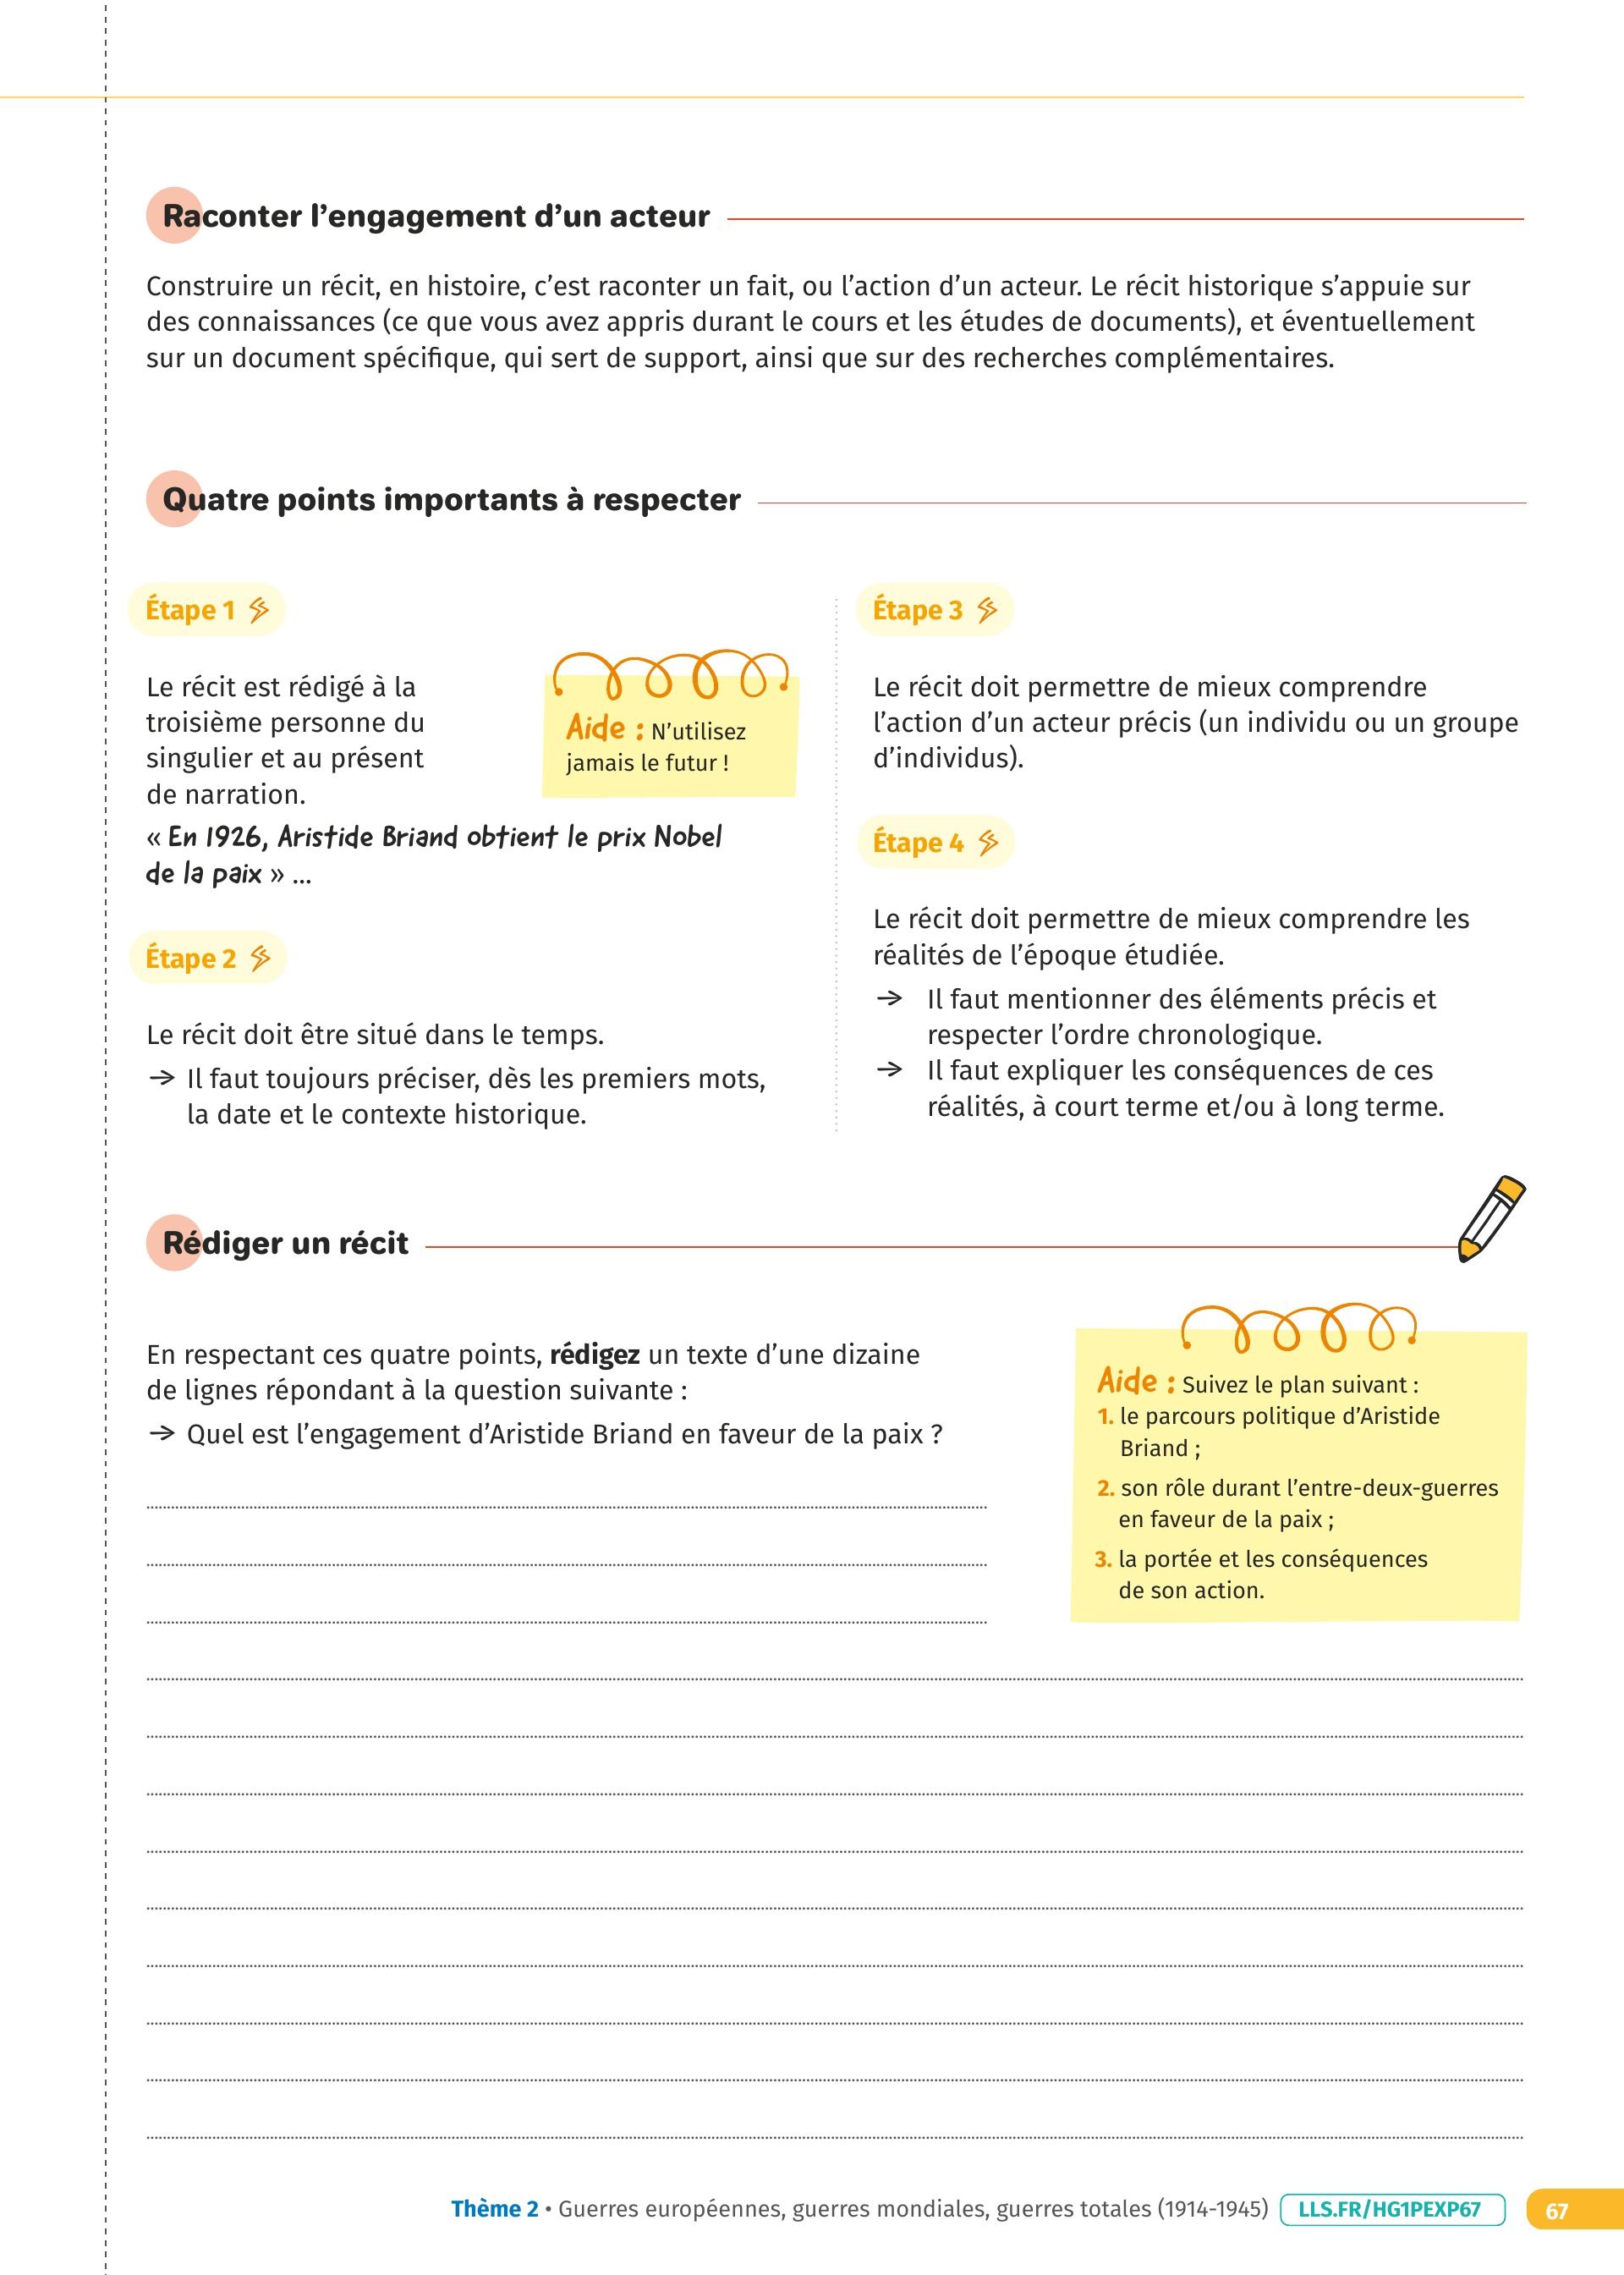 Raconter l’engagement d’un acteur
Construire un récit, en histoire, c’est raconter un fait, ou l’action d’un acteur. Le récit historique s’appuie sur
des connaissances (ce que vous avez appris durant le cours et les études de documents), et éventuellement
sur un document spécifique, qui sert de support, ainsi que sur des recherches complémentaires.
Quatre points importants à respecter
Étape 1
Le récit est rédigé à la
troisième personne du
singulier et au présent
de narration.
Aide : N’utilisez
jamais le futur !
« En 1926, Aristide Briand obtient le prix Nobel
de la paix » ...
Étape 2
Le récit doit être situé dans le temps.
→ Il faut toujours préciser, dès les premiers mots,
la date et le contexte historique.
Étape 3
Le récit doit permettre de mieux comprendre
l’action d’un acteur précis (un individu ou un groupe
d’individus).
Étape 4
Le récit doit permettre de mieux comprendre les
réalités de l’époque étudiée.
→ Il faut mentionner des éléments précis et
respecter l’ordre chronologique.
→ Il faut expliquer les conséquences de ces
réalités, à court terme et/ou à long terme.
Rédiger un récit
En respectant ces quatre points, rédigez un texte d’une dizaine
de lignes répondant à la question suivante :
→ Quel est l’engagement d’Aristide Briand en faveur de la paix ?
Aide : Suivez le plan suivant :
1. le parcours politique d’Aristide
Briand ;
2. son rôle durant l’entre-deux-guerres
en faveur de la paix ;
3. la portée et les conséquences
de son action.
Thème 2 • Guerres européennes, guerres mondiales, guerres totales (1914-1945) LLS.FR/HG1PEXP67 67